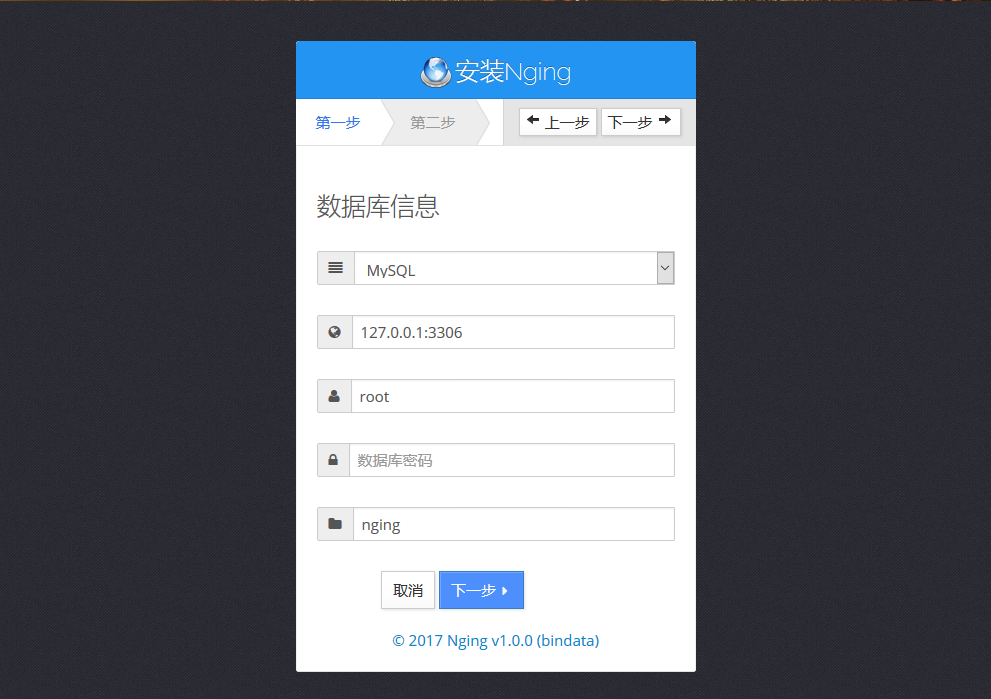 安装Nging
第一步 第二步 上一步 下一步
数据库信息
MySQL
127.0.0.1:3306
root
数据库密码
nging
取消 下一步
© 2017 Nging v1.0.0 (bindata)